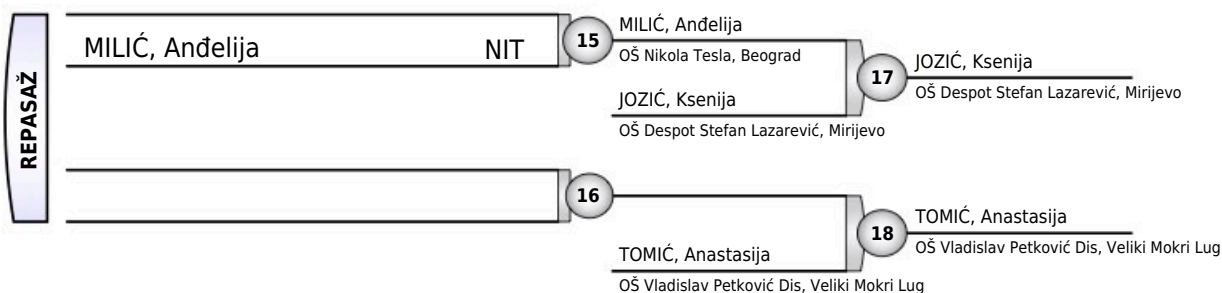 REPASAŽ
MILIĆ, Anđelija NIT
15
MILIĆ, Anđelija
OŠ Nikola Tesla, Beograd
JOZIĆ, Ksenija
OŠ Despot Stefan Lazarević, Mirijevo
17
JOZIĆ, Ksenija
OŠ Despot Stefan Lazarević, Mirijevo
16
TOMIĆ, Anastasija
OŠ Vladislav Petković Dis, Veliki Mokri Lug
18
TOMIĆ, Anastasija
OŠ Vladislav Petković Dis, Veliki Mokri Lug